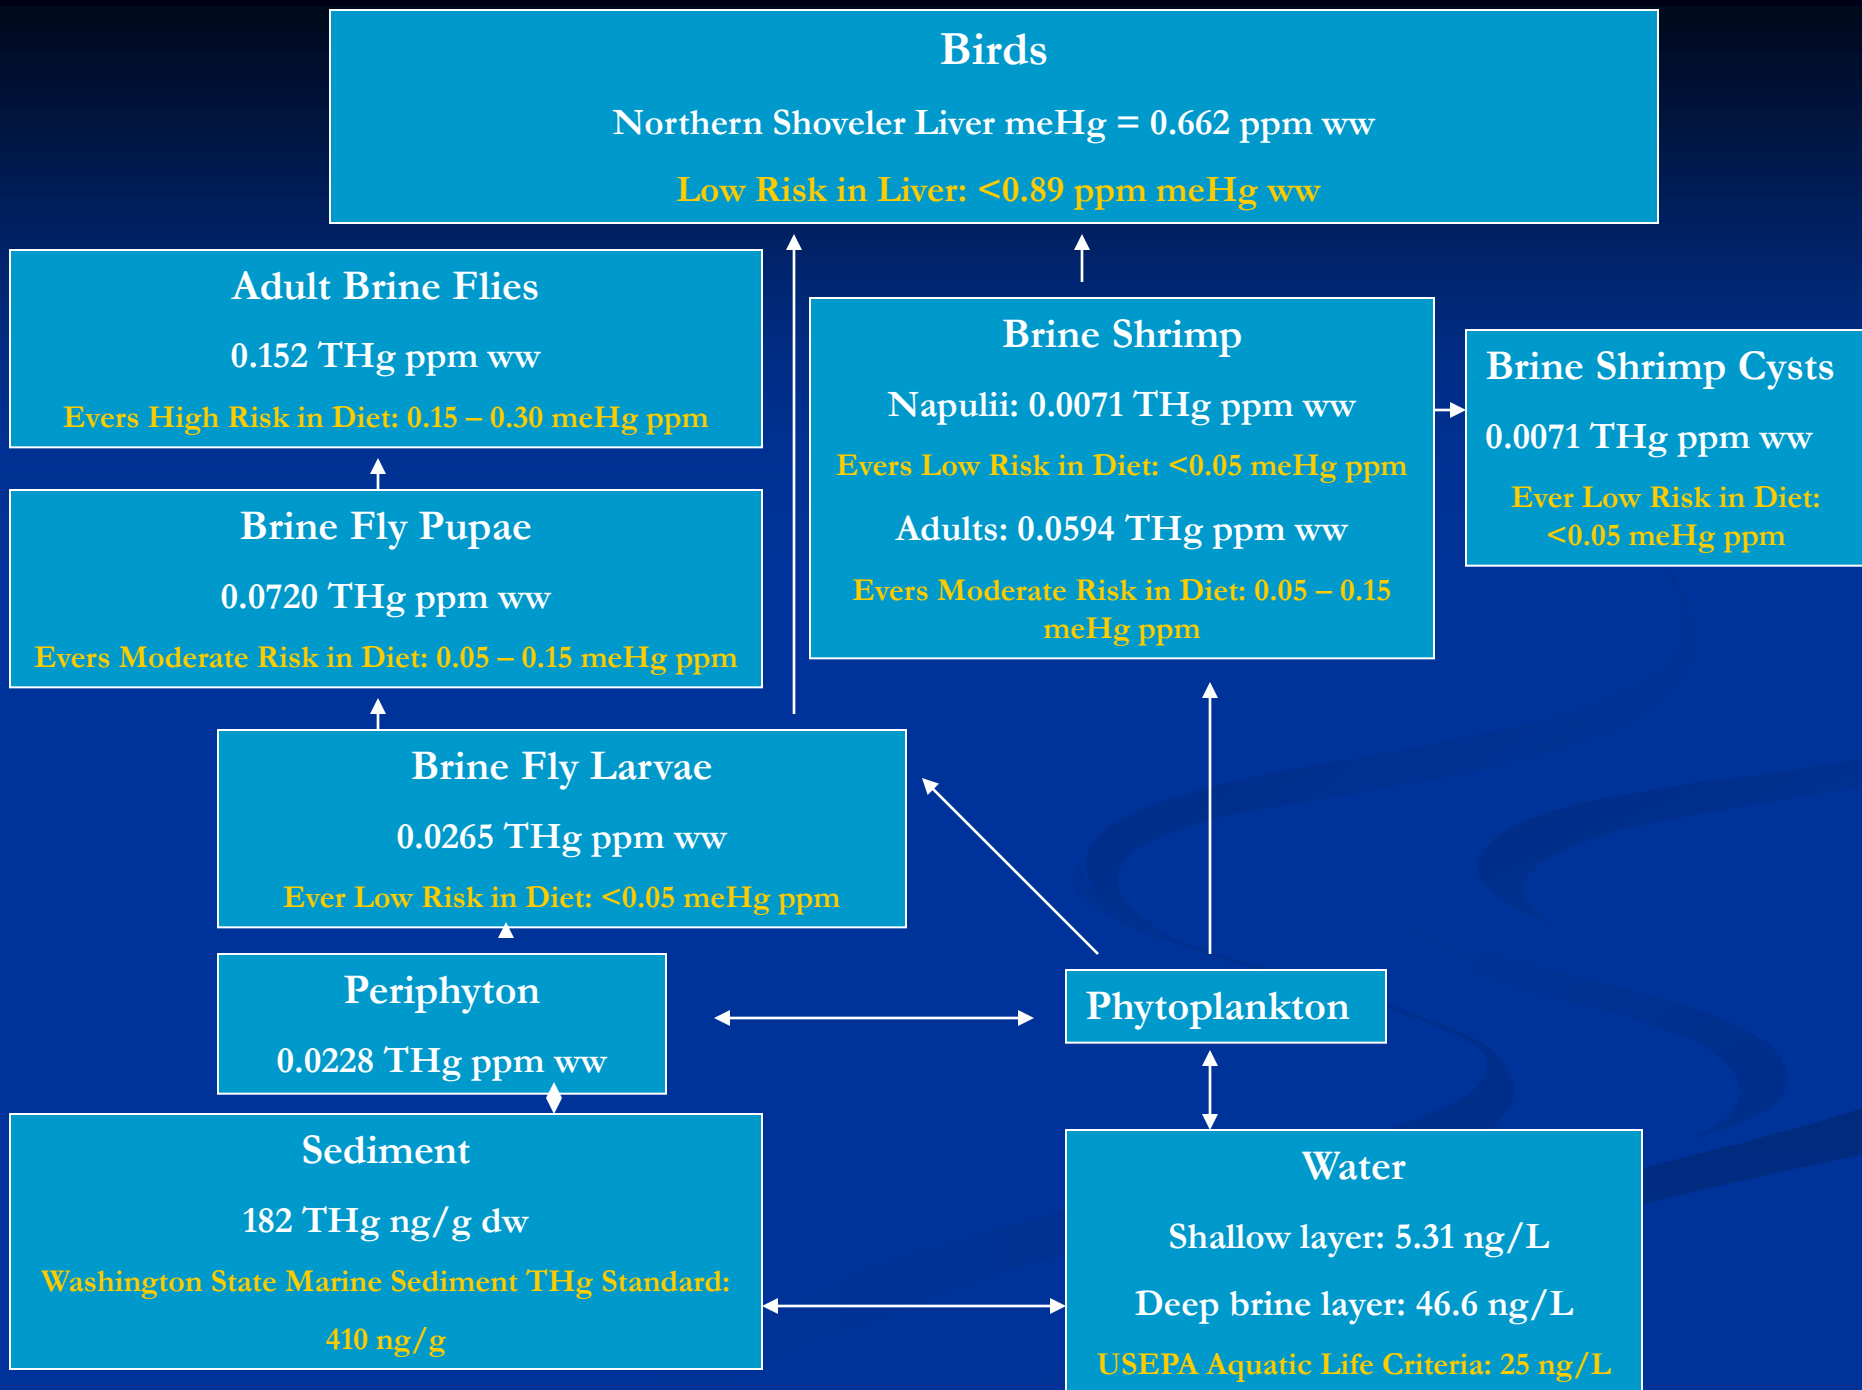 Birds
Northern Shoveler Liver meHg = 0.662 ppm ww
Low Risk in Liver: <0.89 ppm meHg ww
Adult Brine Flies
0.152 THg ppm ww
Evers High Risk in Diet: 0.15 – 0.30 meHg ppm
Brine Shrimp
Napulii: 0.0071 THg ppm ww
Evers Low Risk in Diet: <0.05 meHg ppm
Adults: 0.0594 THg ppm ww
Evers Moderate Risk in Diet: 0.05 – 0.15
meHg ppm
Brine Shrimp Cysts
0.0071 THg ppm ww
Ever Low Risk in Diet:
<0.05 meHg ppm
Brine Fly Pupae
0.0720 THg ppm ww
Evers Moderate Risk in Diet: 0.05 – 0.15 meHg ppm
Brine Fly Larvae
0.0265 THg ppm ww
Ever Low Risk in Diet: <0.05 meHg ppm
Periphyton
0.0228 THg ppm ww
Phytoplankton
Sediment
182 THg ng/g dw
Washington State Marine Sediment THg Standard:
410 ng/g
Water
Shallow layer: 5.31 ng/L
Deep brine layer: 46.6 ng/L
USEPA Aquatic Life Criteria: 25 ng/L